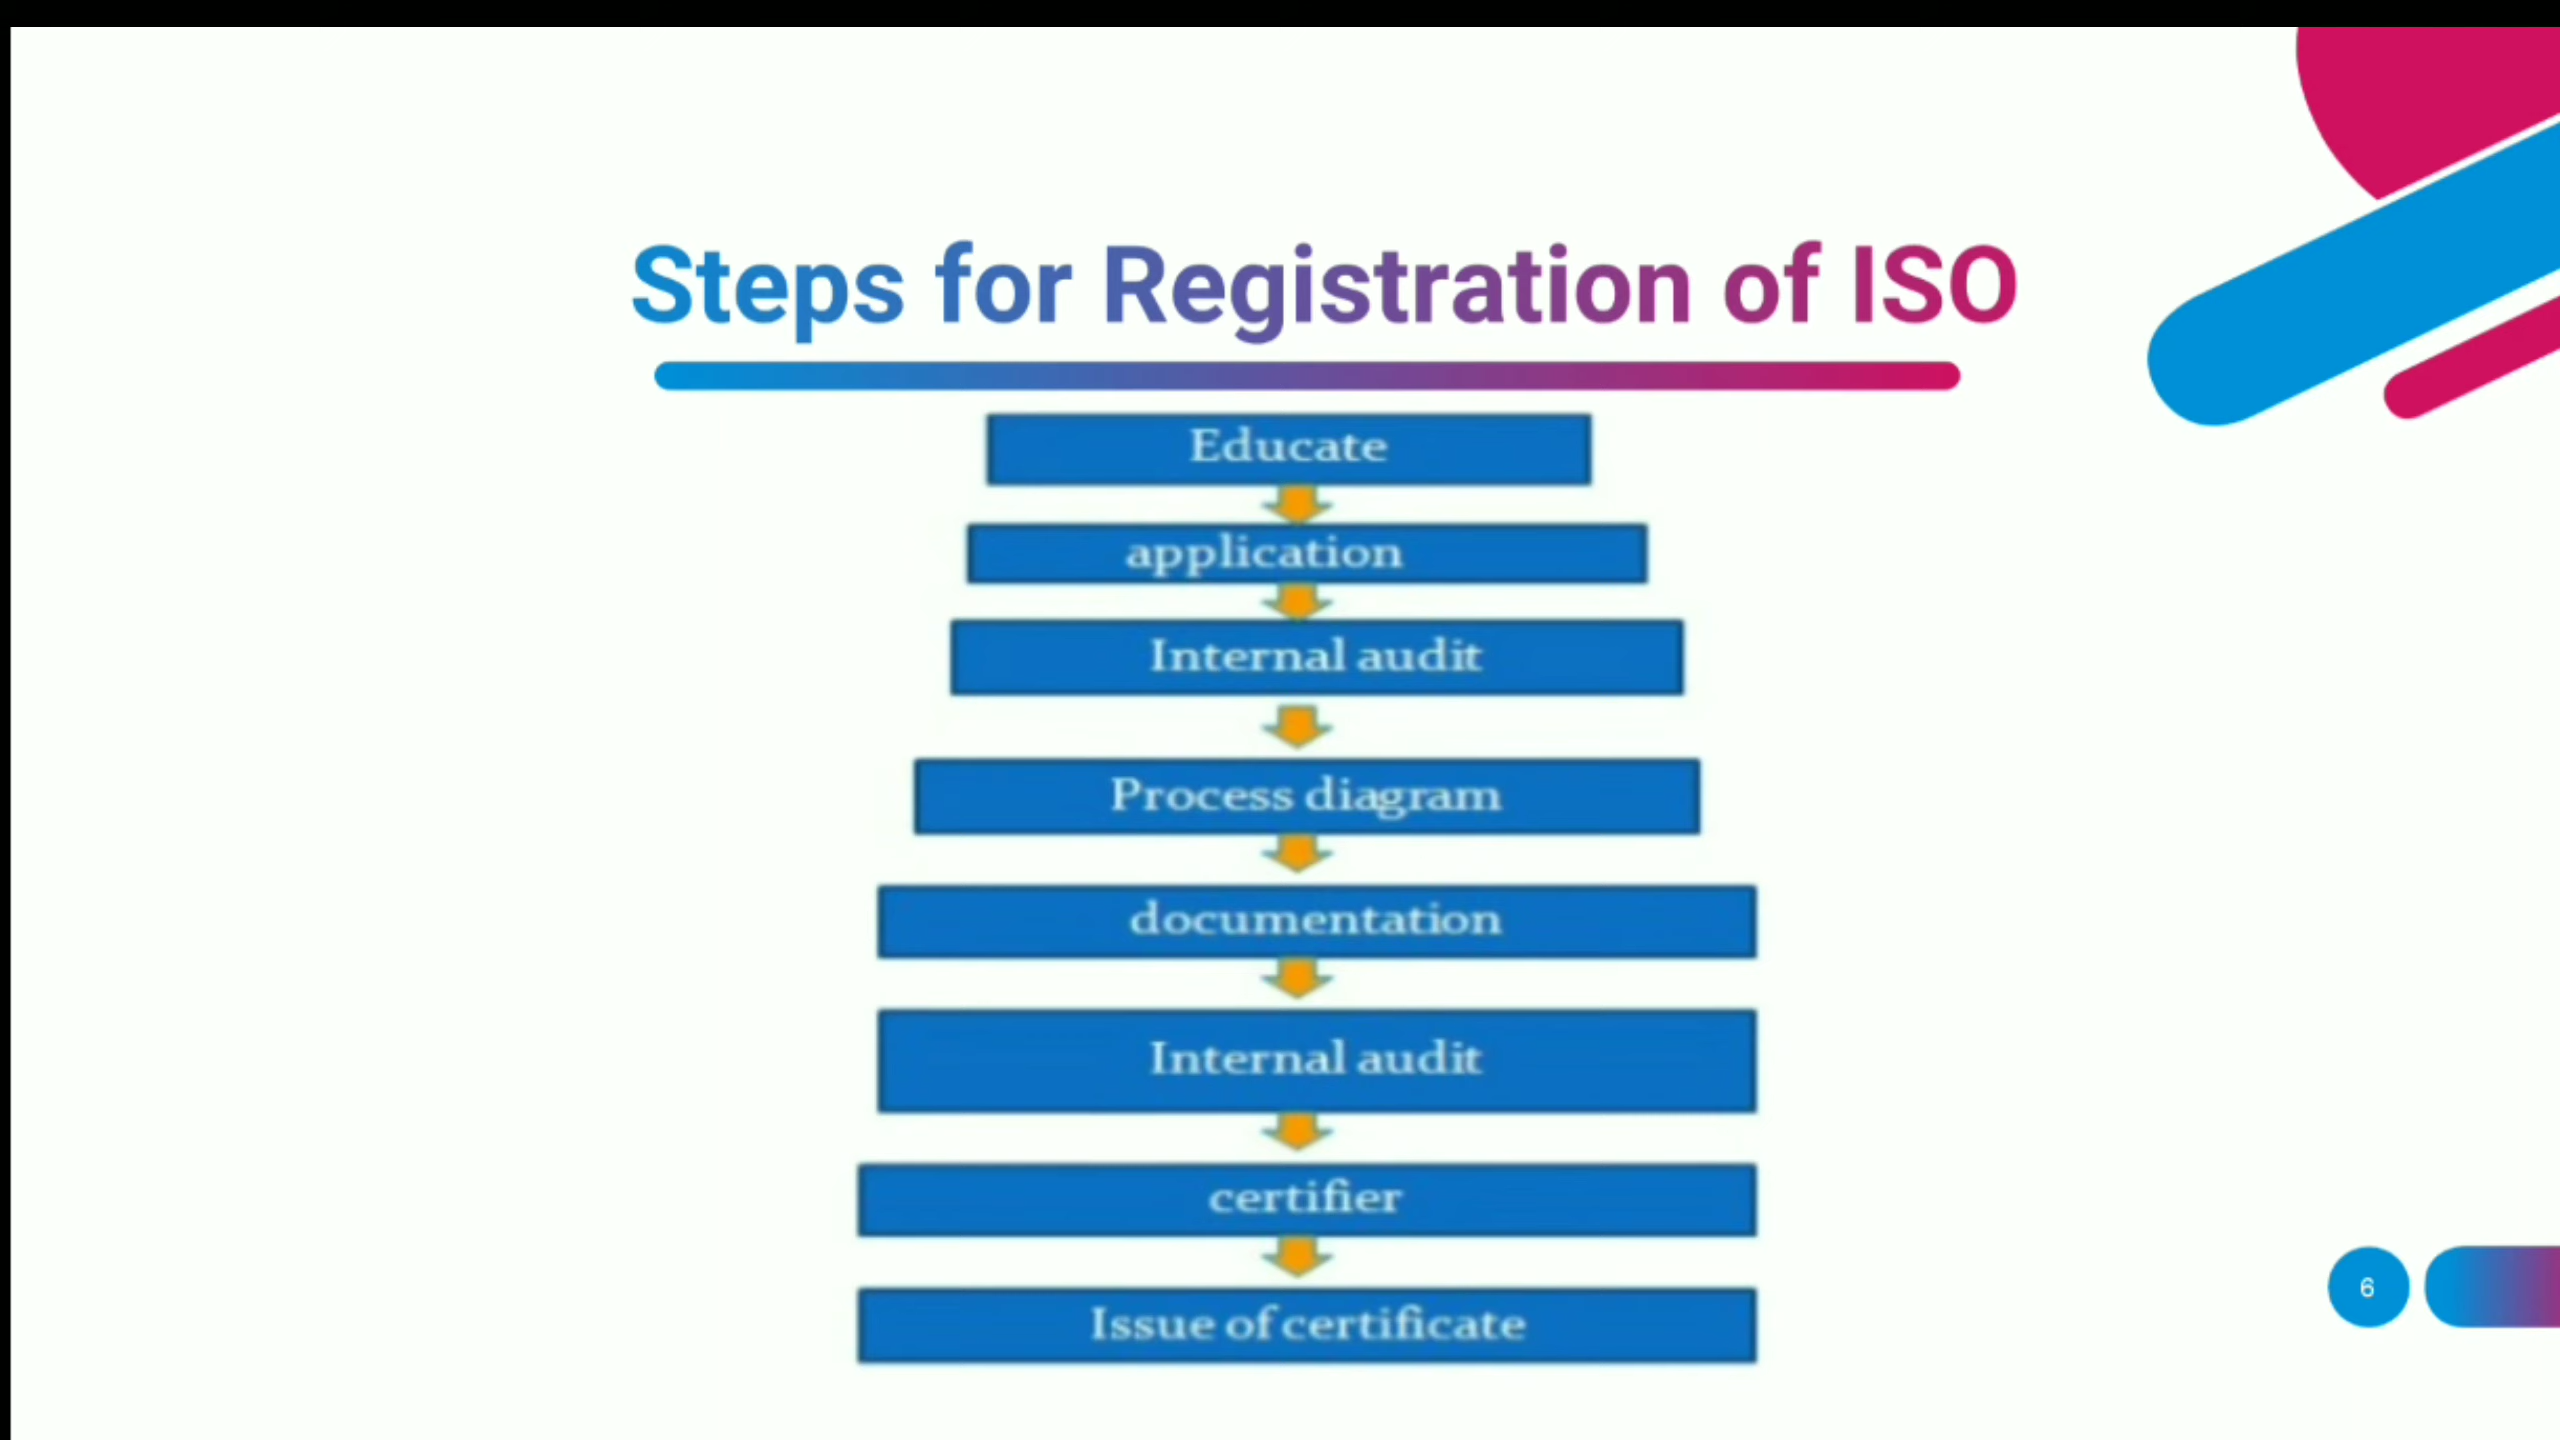 Steps for Registration of ISO
Educate
application
Internal audit
Process diagram
documentation
Internal audit
certifier
Issue of certificate
6